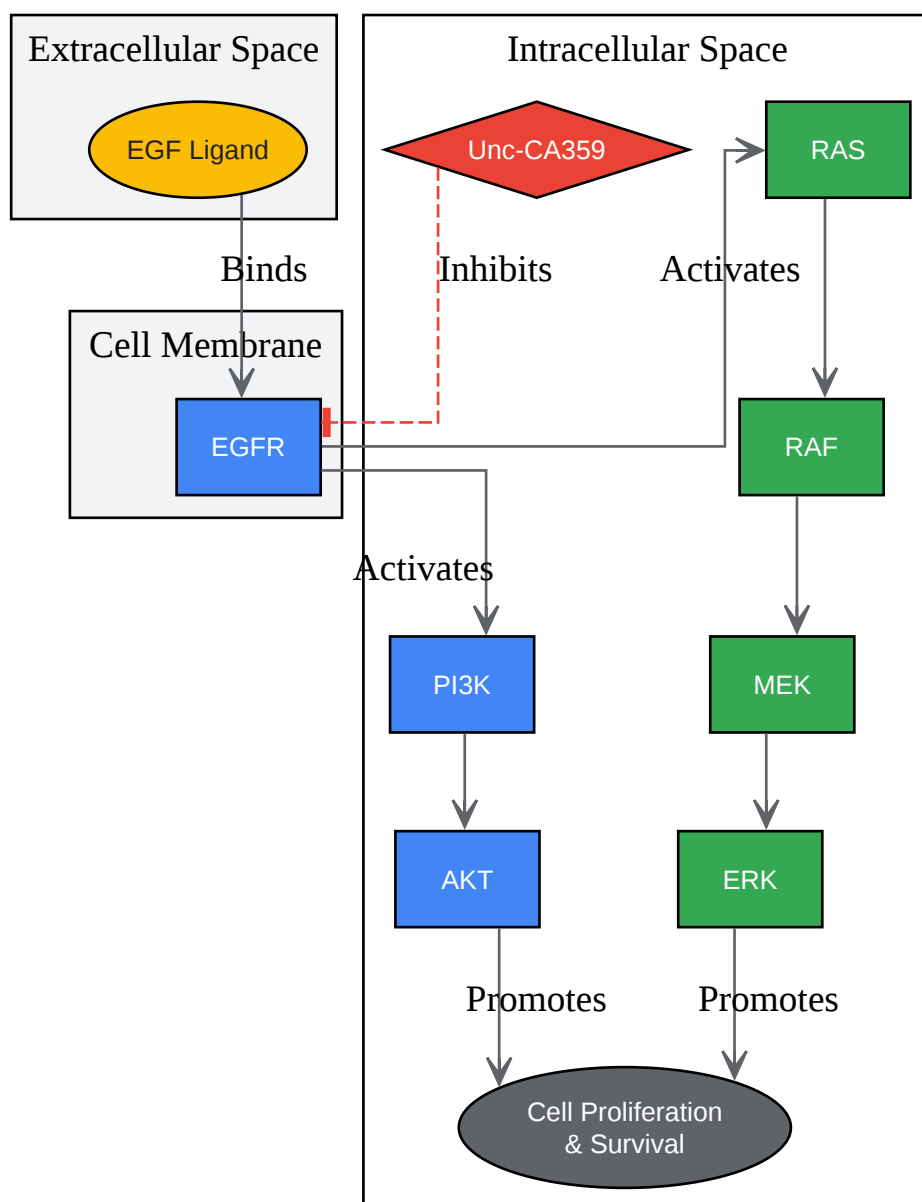 Extracellular Space
Intracellular Space
EGF Ligand
Unc-CA359
RAS
Binds
Inhibits
Activates
Cell Membrane
EGFR
RAF
Activates
PI3K
MEK
AKT
ERK
Promotes
Promotes
Cell Proliferation
& Survival